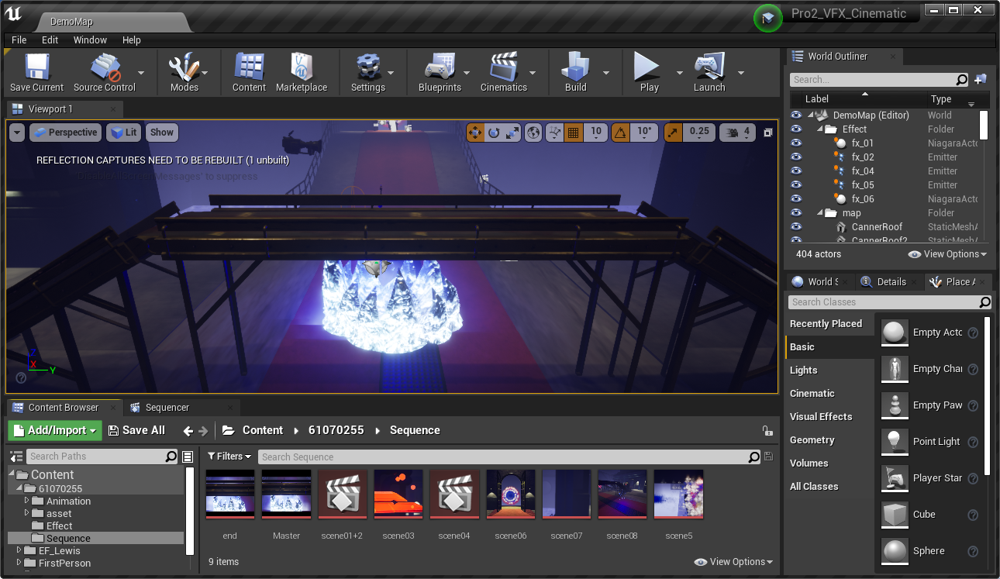 DemoMap
Pro2_VFX_Cinematic
File Edit Window Help
Save Current
Source Control
Modes
Content
Marketplace
Settings
Blueprints
Cinematics
Build
Play
Launch
World Outliner
Search...
Label Type
DemoMap (Editor) World
Effect Folder
fx_01 NiagaraActo
fx_02 Emitter
fx_04 Emitter
fx_05 Emitter
fx_06 NiagaraActo
map Folder
CannerRoof StaticMeshA
CannerRoof2 StaticMeshA
404 actors
View Options
Viewport 1
Perspective
Lit
Show
10
10°
0.25
4
REFLECTION CAPTURES NEED TO BE REBUILT (1 unbuilt)
Messages' to suppress
Z
X
Y
World S
Details
Place A
Search Classes
Recently Placed
Basic
Lights
Cinematic
Visual Effects
Geometry
Volumes
All Classes
Empty Acto
Empty Char
Empty Paw
Point Light
Player Star
Cube
Sphere
Content Browser
Sequencer
Add/Import
Save All
Content
61070255
Sequence
Search Paths
Filters
Search Sequence
Content
61070255
Animation
asset
Effect
Sequence
EF_Lewis
FirstPerson
end
Master
scene01+2
scene03
scene04
scene06
scene07
scene08
scene5
9 items
View Options